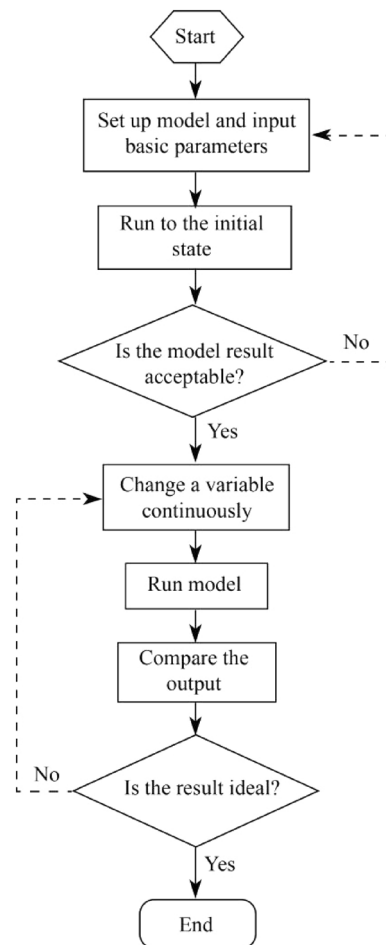 Start
Set up model and input
basic parameters
Run to the initial
state
Is the model result
acceptable?
No
Yes
Change a variable
continuously
Run model
Compare the
output
Is the result ideal?
No
Yes
End